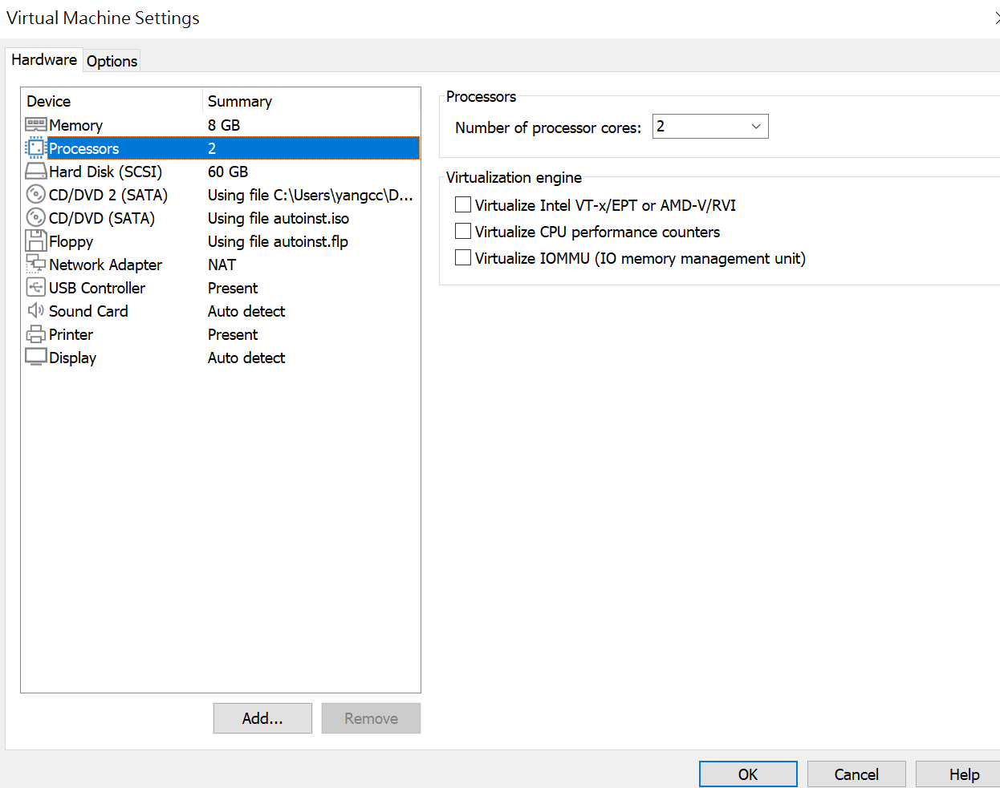 Virtual Machine Settings
Hardware Options
Device Summary
Memory 8 GB
Processors 2
Hard Disk (SCSI) 60 GB
CD/DVD 2 (SATA) Using file C:\Users\yangcc\D...
CD/DVD (SATA) Using file autoinst.iso
Floppy Using file autoinst.flp
Network Adapter NAT
USB Controller Present
Sound Card Auto detect
Printer Present
Display Auto detect
Add... Remove
Processors
Number of processor cores: 2
Virtualization engine
Virtualize Intel VT-x/EPT or AMD-V/RVI
Virtualize CPU performance counters
Virtualize IOMMU (IO memory management unit)
OK Cancel Help